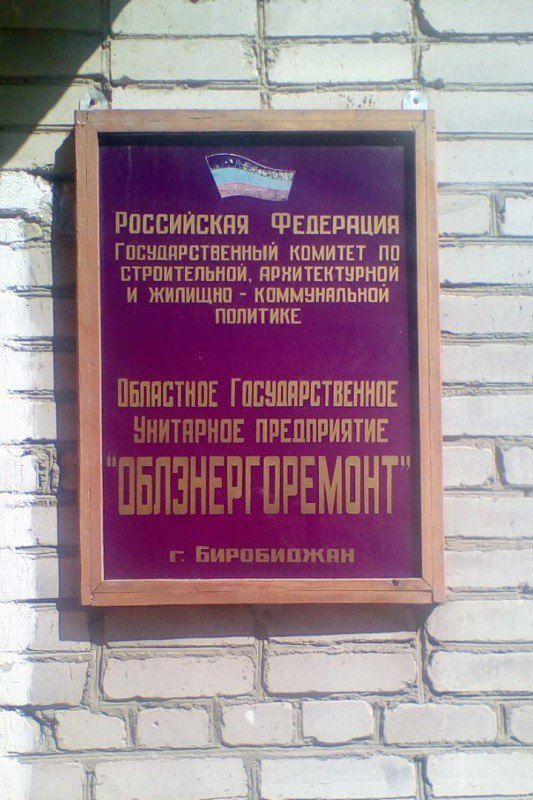 Российская Федерация
Государственный комитет по
строительной, архитектурной
и жилищно - коммунальной
политике
Областное Государственное
Унитарное предприятие
"ОБЛЭНЕРГОРЕМОНТ"
г. Биробиджан